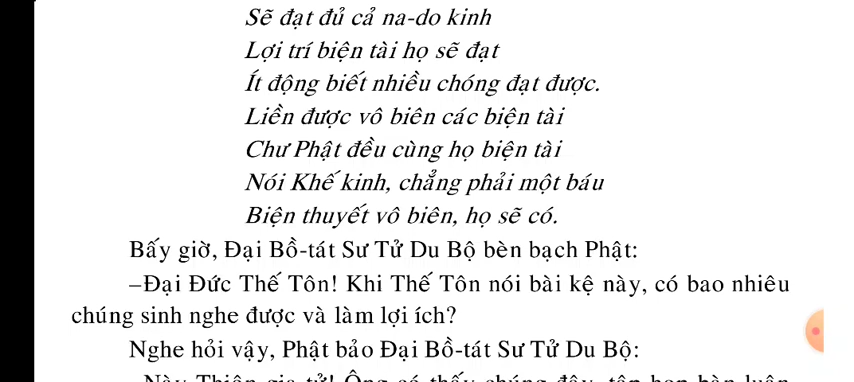 Sẽ đạt đủ cả na-do kinh
Lợi trí biện tài họ sẽ đạt
Ít động biết nhiều chóng đạt được.
Liền được vô biên các biện tài
Chư Phật đều cùng họ biện tài
Nói Khế kinh, chẳng phải một báu
Biện thuyết vô biên, họ sẽ có.
Bấy giờ, Đại Bồ-tát Sư Tử Du Bộ bèn bạch Phật:
–Đại Đức Thế Tôn! Khi Thế Tôn nói bài kệ này, có bao nhiêu
chúng sinh nghe được và làm lợi ích?
Nghe hỏi vậy, Phật bảo Đại Bồ-tát Sư Tử Du Bộ: